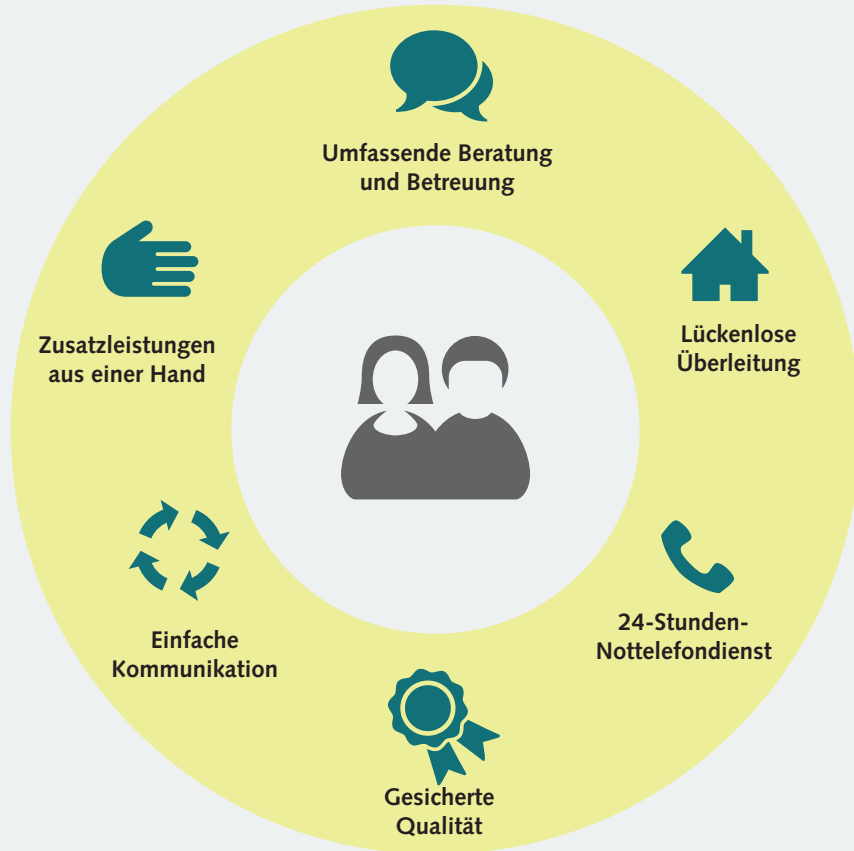 Umfassende Beratung
und Betreuung
Lückenlose
Überleitung
24-Stunden-
Nottelefondienst
Gesicherte
Qualität
Einfache
Kommunikation
Zusatzleistungen
aus einer Hand